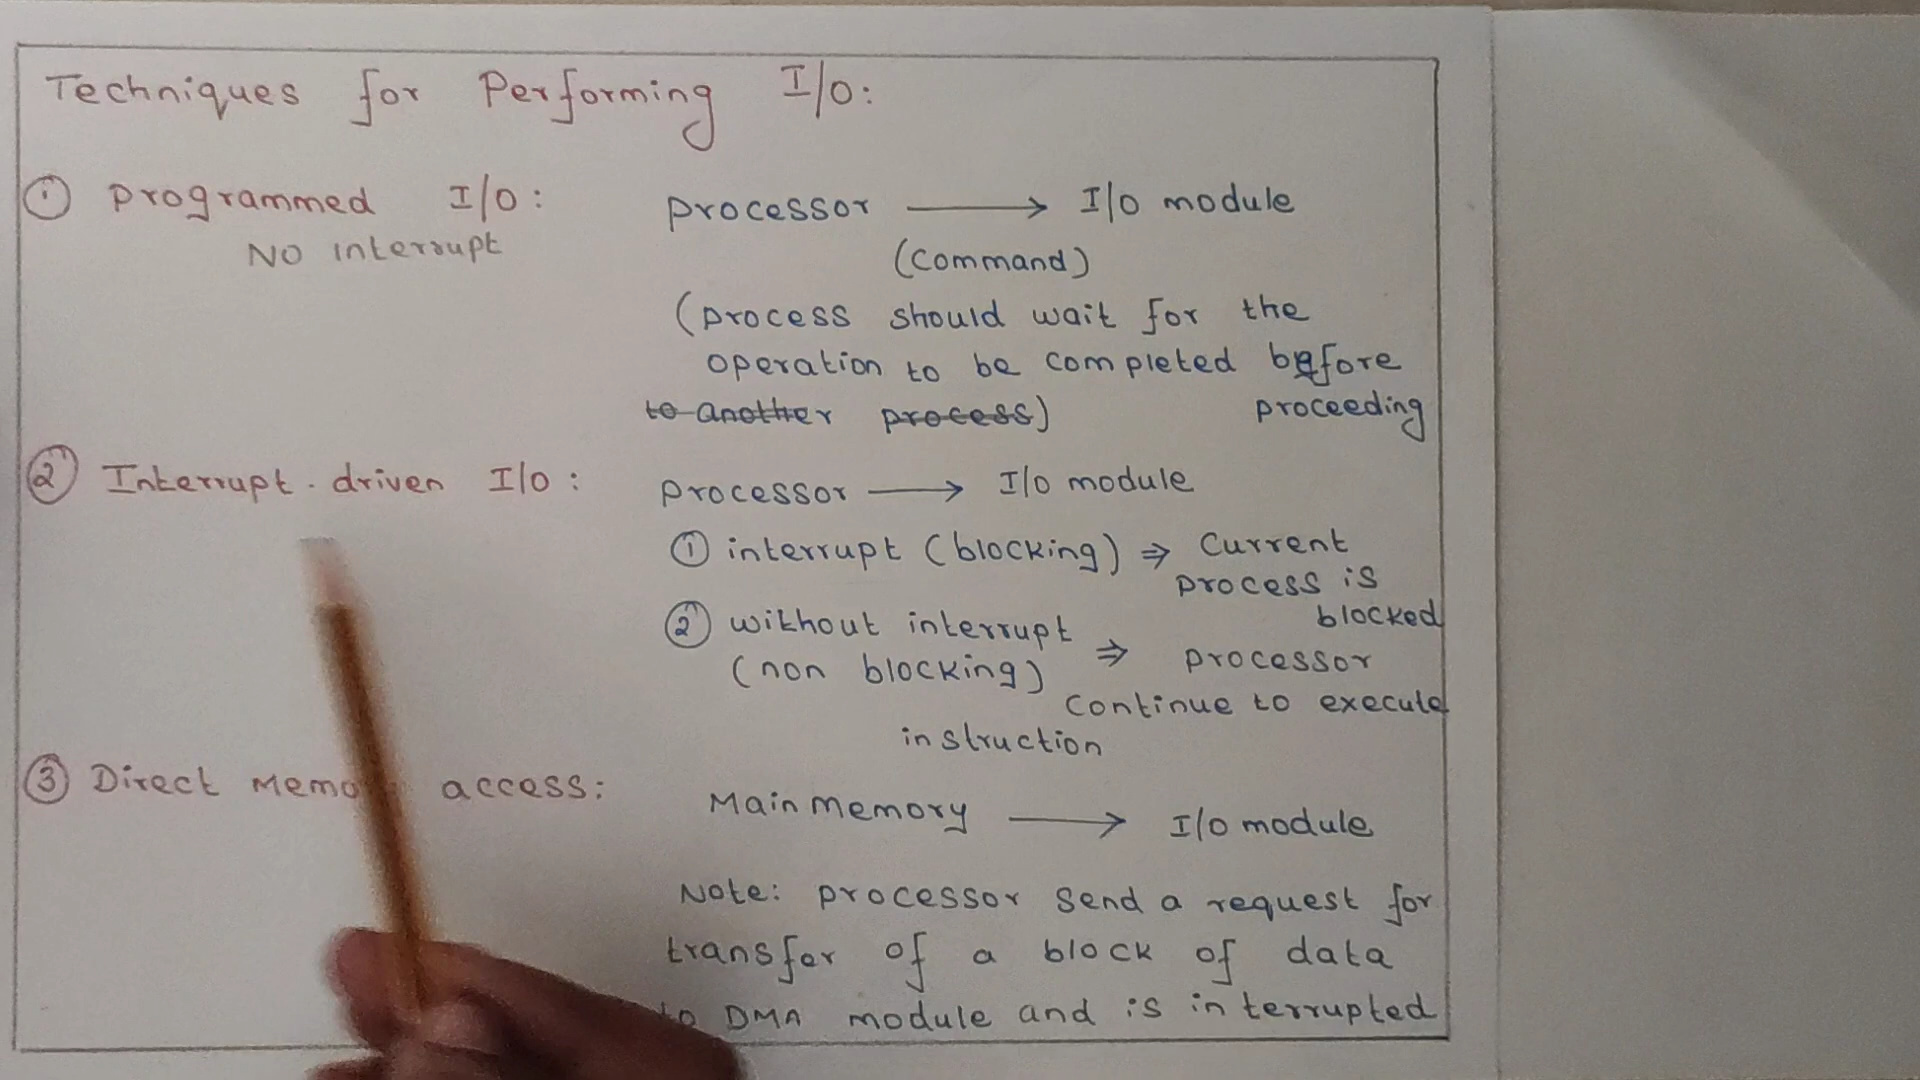 Techniques for Performing I/O:
① Programmed I/O: processor → I/O module
NO interrupt (command)
(process should wait for the
operation to be completed before
to another process) proceeding
② Interrupt-driven I/O: processor → I/O module
① interrupt (blocking) ⇒ current
process is
blocked
② without interrupt
(non blocking) ⇒ processor
continue to execute
instruction
③ Direct access:
Main memory → I/O module
Note: processor send a request for
transfer of a block of data
to DMA module and is interrupted